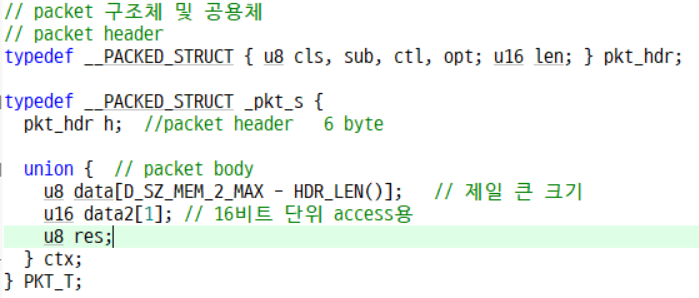 // packet 구조체 및 공용체
// packet header
typedef __PACKED_STRUCT { u8 cls, sub, ctl, opt; u16 len; } pkt_hdr;
typedef __PACKED_STRUCT _pkt_s {
pkt_hdr h;  //packet header   6 byte
union {  // packet body
u8 data[D_SZ_MEM_2_MAX - HDR_LEN()];   // 제일 큰 크기
u16 data2[1]; // 16비트 단위 access용
u8 res;
} ctx;
} PKT_T;